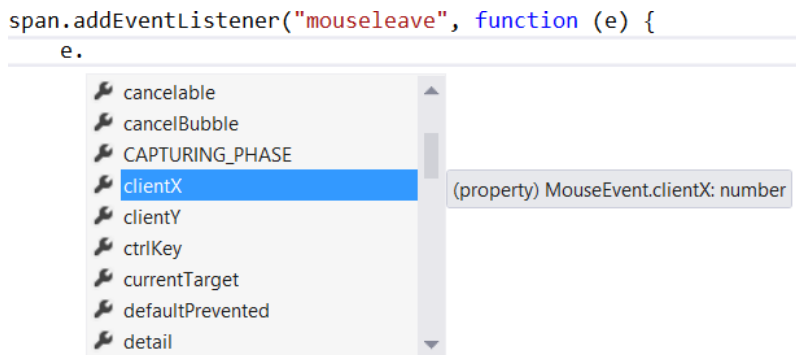 span.addEventListener("mouseleave", function (e) {
e.
cancelable
cancelBubble
CAPTURING_PHASE
clientX
(property) MouseEvent.clientX: number
clientY
ctrlKey
currentTarget
defaultPrevented
detail